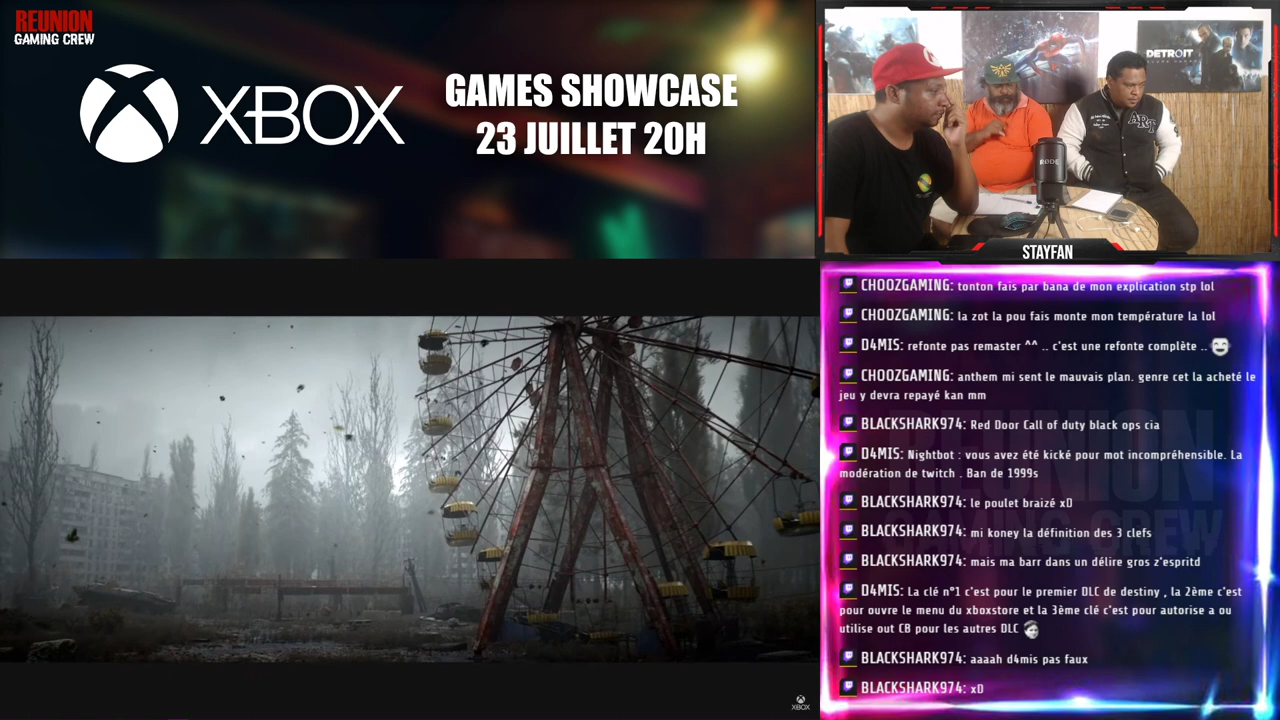 REUNION
GAMING CREW
XBOX
GAMES SHOWCASE
23 JUILLET 20H
DETROIT
ART
RØDE
STAYFAN
CHOOZGAMING: tonton fais par bana de mon explication stp lol
CHOOZGAMING: la zot la pou fais monte mon température la lol
D4MIS: refonte pas remaster ^^ .. c'est une refonte complète ..
CHOOZGAMING: anthem mi sent le mauvais plan. genre cet la acheté le
jeu y devra repayé kan mm
BLACKSHARK974: Red Door Call of duty black ops cia
D4MIS: Nightbot : vous avez été kické pour mot incompréhensible. La
modération de twitch . Ban de 1999s
BLACKSHARK974: le poulet braizé xD
BLACKSHARK974: mi koney la définition des 3 clefs
BLACKSHARK974: mais ma barr dans un délire gros z'espritd
D4MIS: La clé n°1 c'est pour le premier DLC de destiny , la 2ème c'est
pour ouvre le menu du xboxstore et la 3ème clé c'est pour autorise a ou
utilise out CB pour les autres DLC
BLACKSHARK974: aaaah d4mis pas faux
BLACKSHARK974: xD
REUNION
GAMING CREW
XBOX